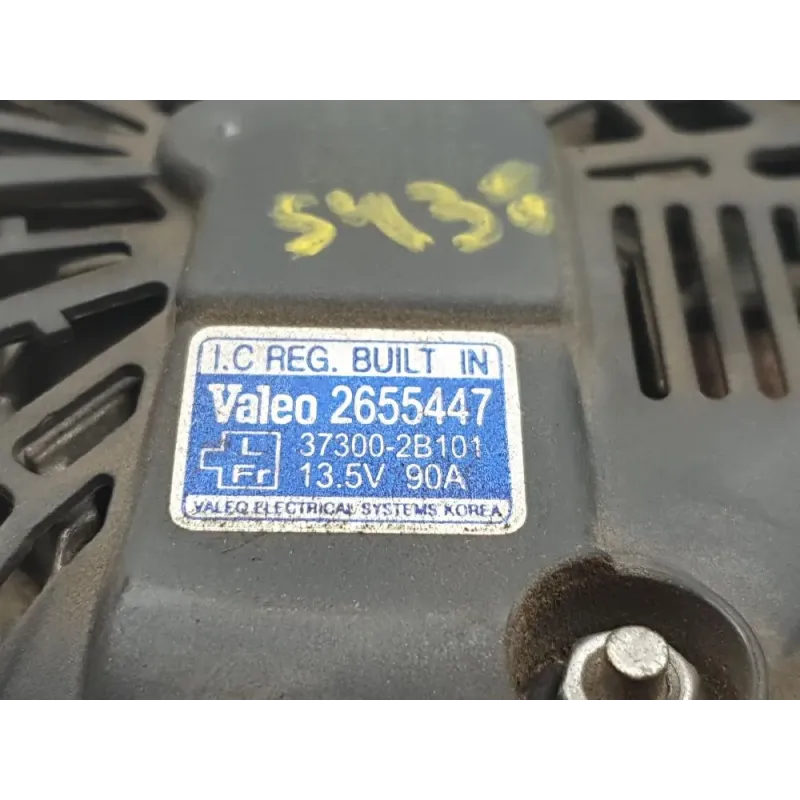 5438
I.C REG. BUILT IN
Valeo 2655447
L 37300-2B101
Fr 13.5V 90A
VALEO ELECTRICAL SYSTEMS KOREA